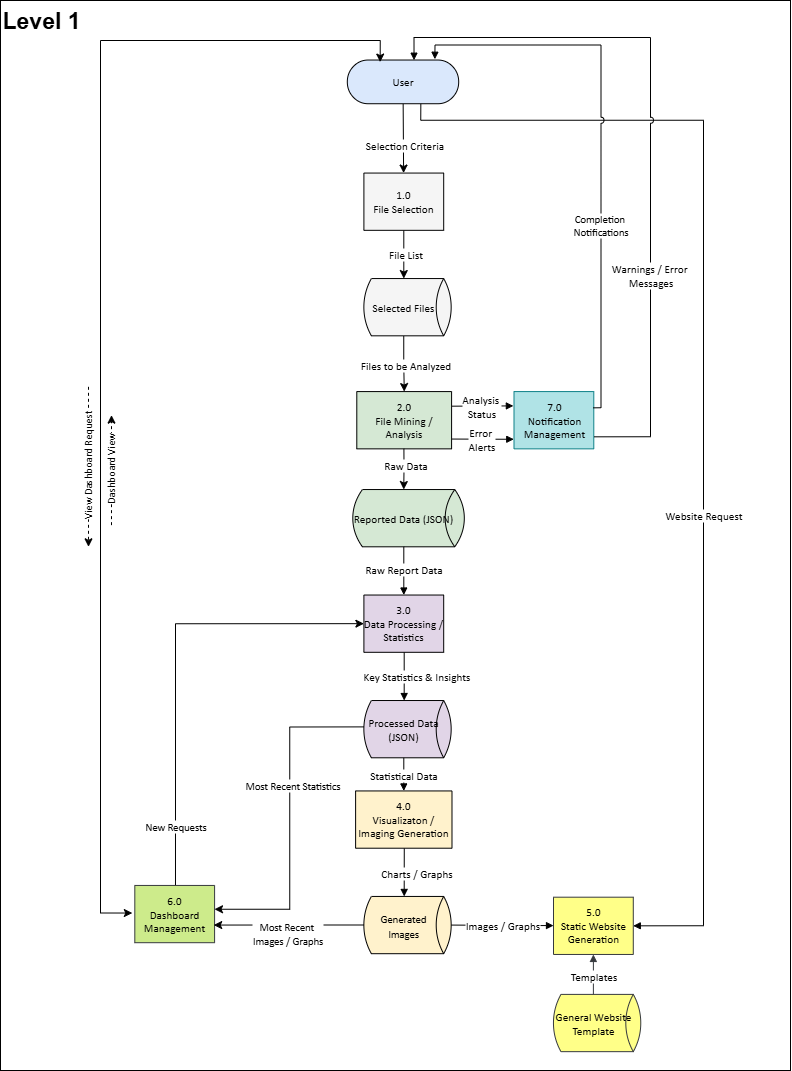 Level 1
User
Selection Criteria
1.0
File Selection
Completion
Notifications
File List
Warnings / Error
Messages
Selected Files
Files to be Analyzed
2.0
File Mining /
Analysis
Analysis
Status
Error
Alerts
7.0
Notification
Management
<---View Dashboard Request ----
----Dashboard View-->
Raw Data
Reported Data (JSON)
Website Request
Raw Report Data
3.0
Data Processing /
Statistics
Key Statistics & Insights
Processed Data
(JSON)
Statistical Data
Most Recent Statistics
4.0
Visualizaton /
Imaging Generation
New Requests
Charts / Graphs
6.0
Dashboard
Management
Most Recent
Images / Graphs
Generated
Images
Images / Graphs
5.0
Static Website
Generation
Templates
General Website
Template